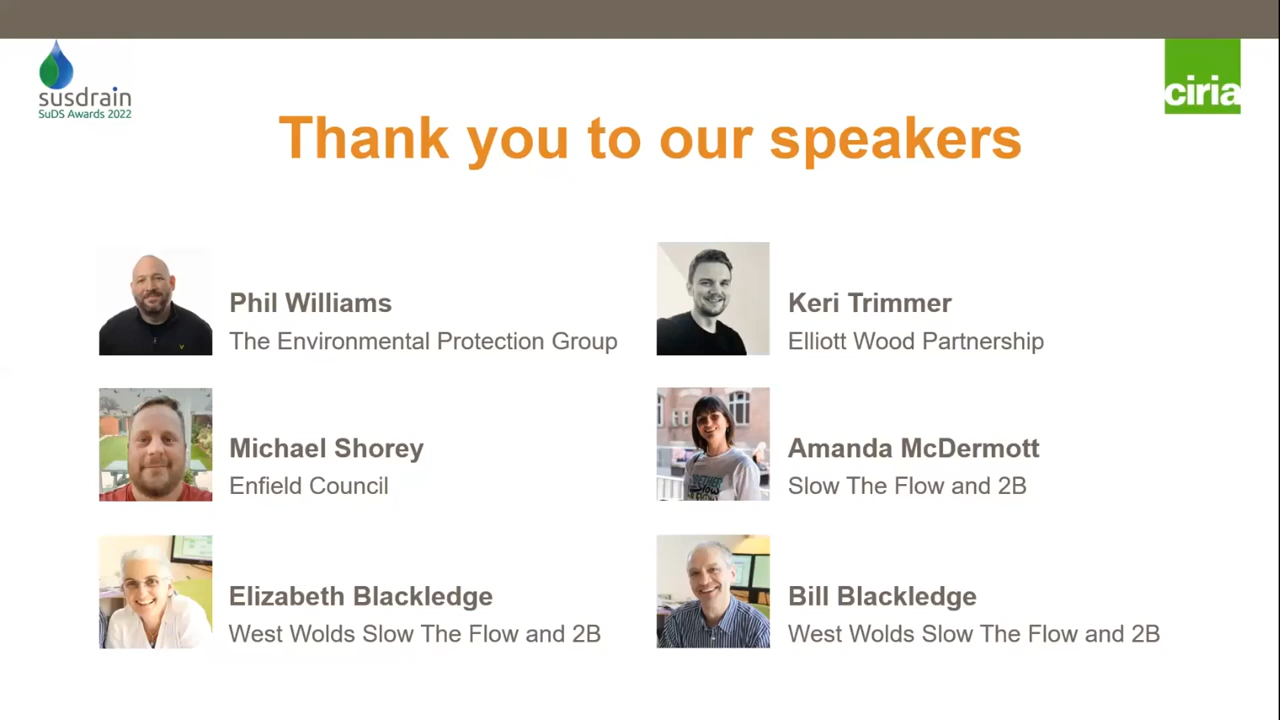 susdrain
SuDS Awards 2022
ciria
Thank you to our speakers
Phil Williams
The Environmental Protection Group
Keri Trimmer
Elliott Wood Partnership
Michael Shorey
Enfield Council
Amanda McDermott
Slow The Flow and 2B
Elizabeth Blackledge
West Wolds Slow The Flow and 2B
Bill Blackledge
West Wolds Slow The Flow and 2B